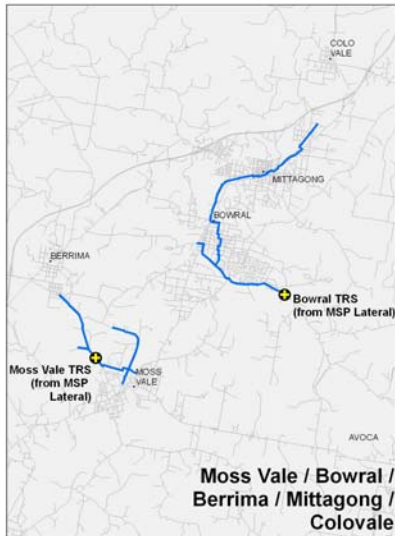 COLO
VALE
MITTAGONG
BOWRAL
BERRIMA
Bowral TRS
(from MSP Lateral)
Moss Vale TRS
(from MSP
Lateral)
MOSS
VALE
AVOCA
Moss Vale / Bowral /
Berrima / Mittagong /
Colovale